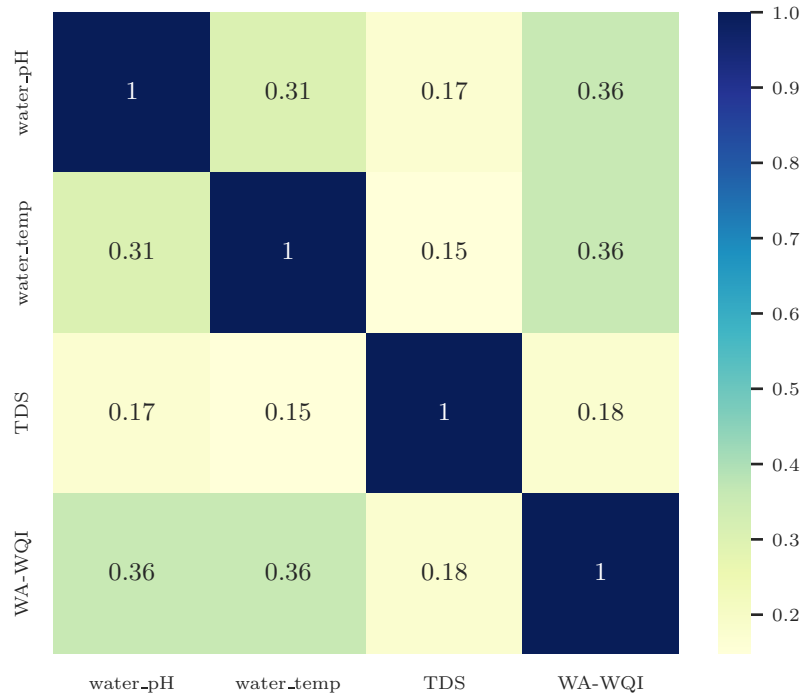 water_pH 1 0.31 0.17 0.36
water_temp 0.31 1 0.15 0.36
TDS 0.17 0.15 1 0.18
WA-WQI 0.36 0.36 0.18 1
water_pH water_temp TDS WA-WQI
1.0
0.9
0.8
0.7
0.6
0.5
0.4
0.3
0.2